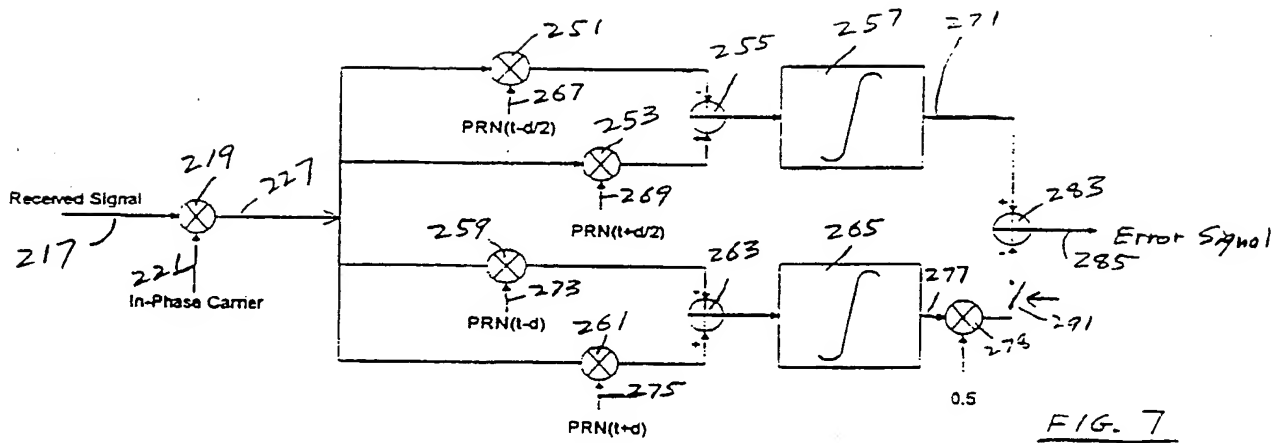 251
257
271
255
267
253
PRN(t-d/2)
219
227
Received Signal
269
283
217
259
PRN(t+d/2)
265
Error Signal
221
263
277
285
In-Phase Carrier
273
PRN(t-d)
261
291
279
275
0.5
PRN(t+d)
FIG. 7